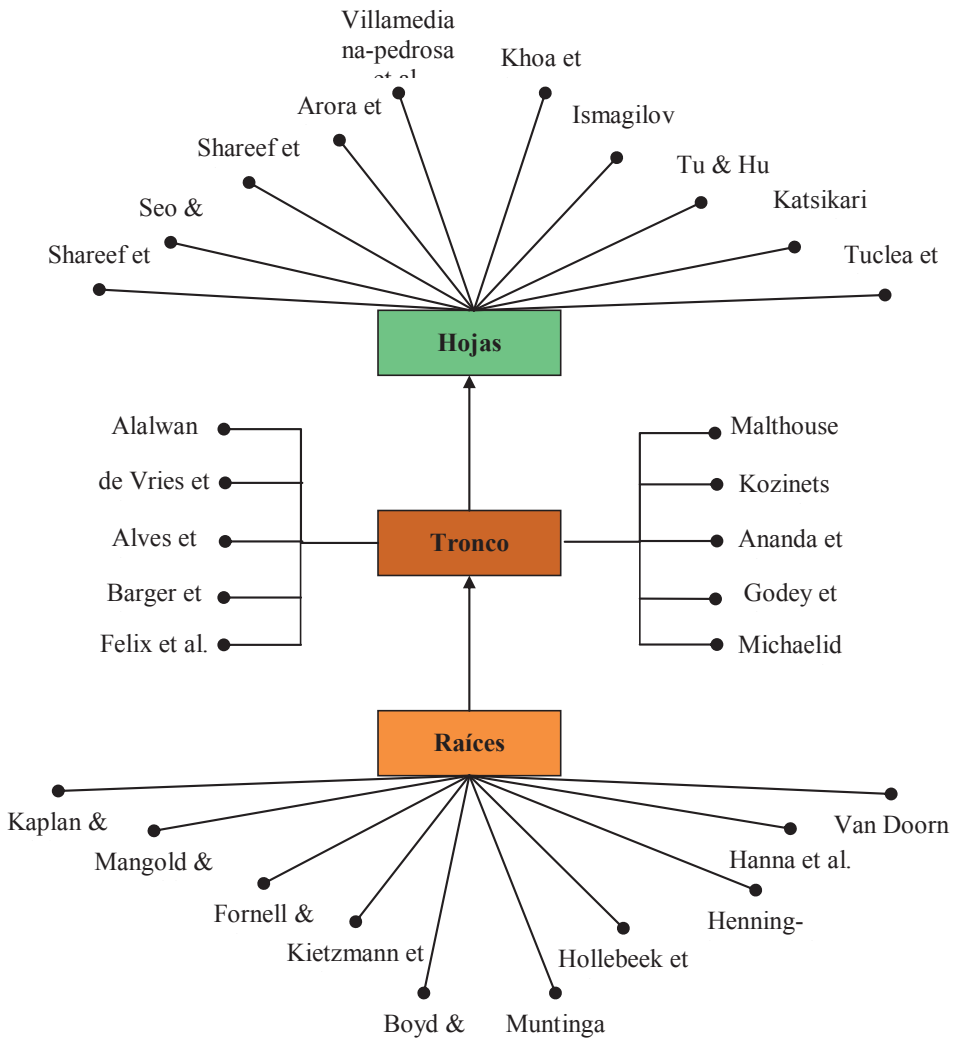 Villamedia
na-pedrosa
et al
Khoa et
Arora et
Ismagilov
Shareef et
Tu & Hu
Seo &
Katsikari
Shareef et
Tuclea et
Hojas
Alalwan
Malthouse
de Vries et
Kozinets
Alves et
Tronco
Ananda et
Barger et
Godey et
Felix et al.
Michaelid
Raíces
Kaplan &
Van Doorn
Mangold &
Hanna et al.
Fornell &
Henning-
Kietzmann et
Hollebeek et
Boyd &
Muntinga